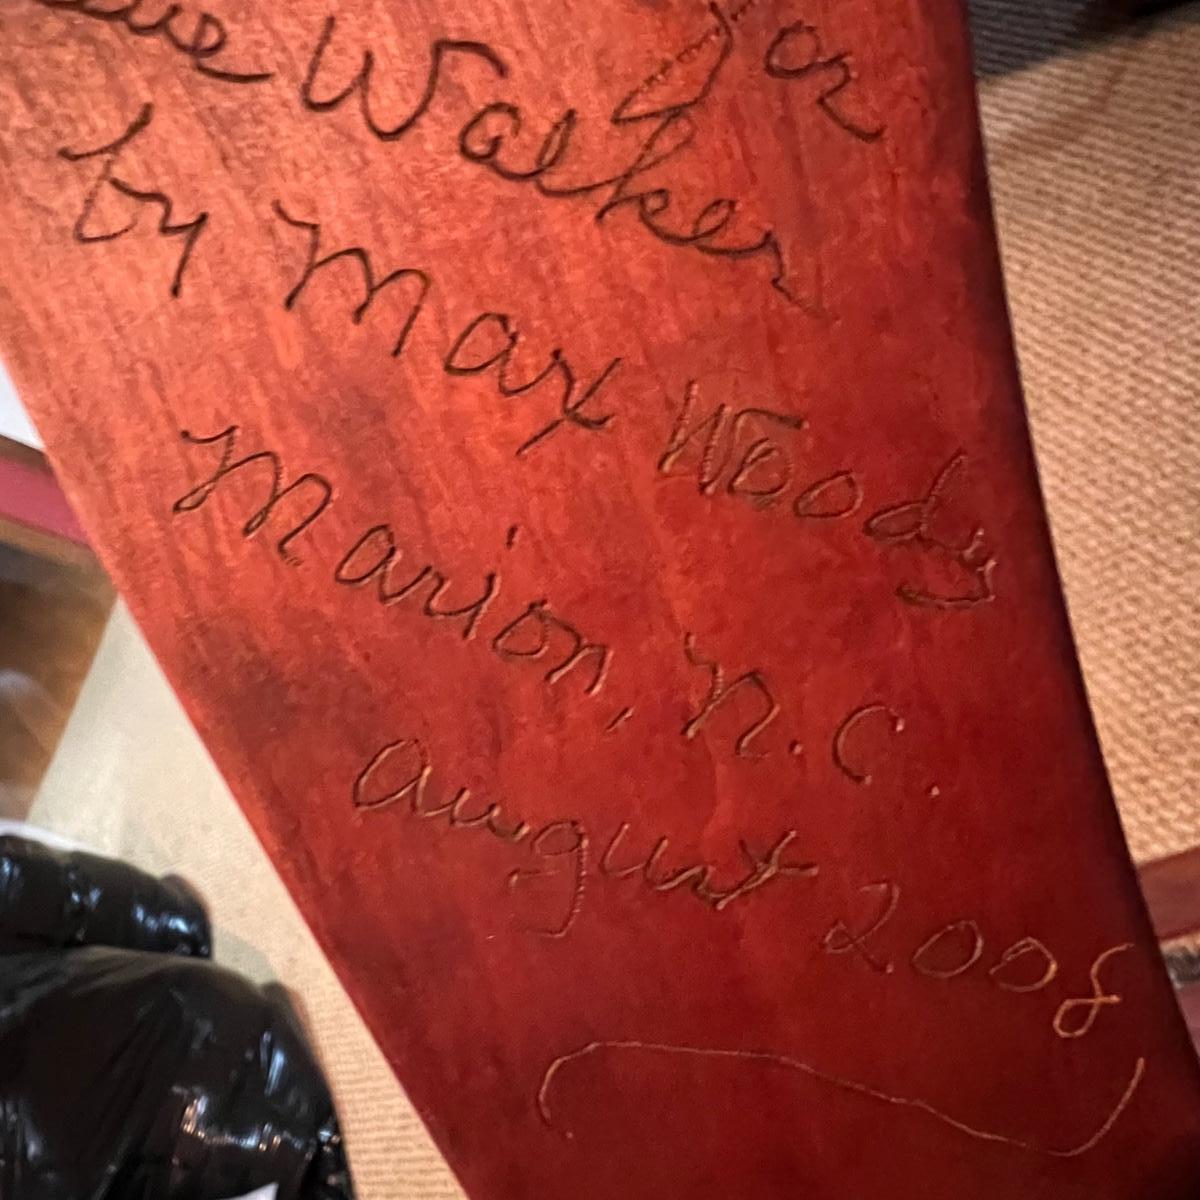 for
Walker
by Max Woody
Marion, N.C.
August 2008